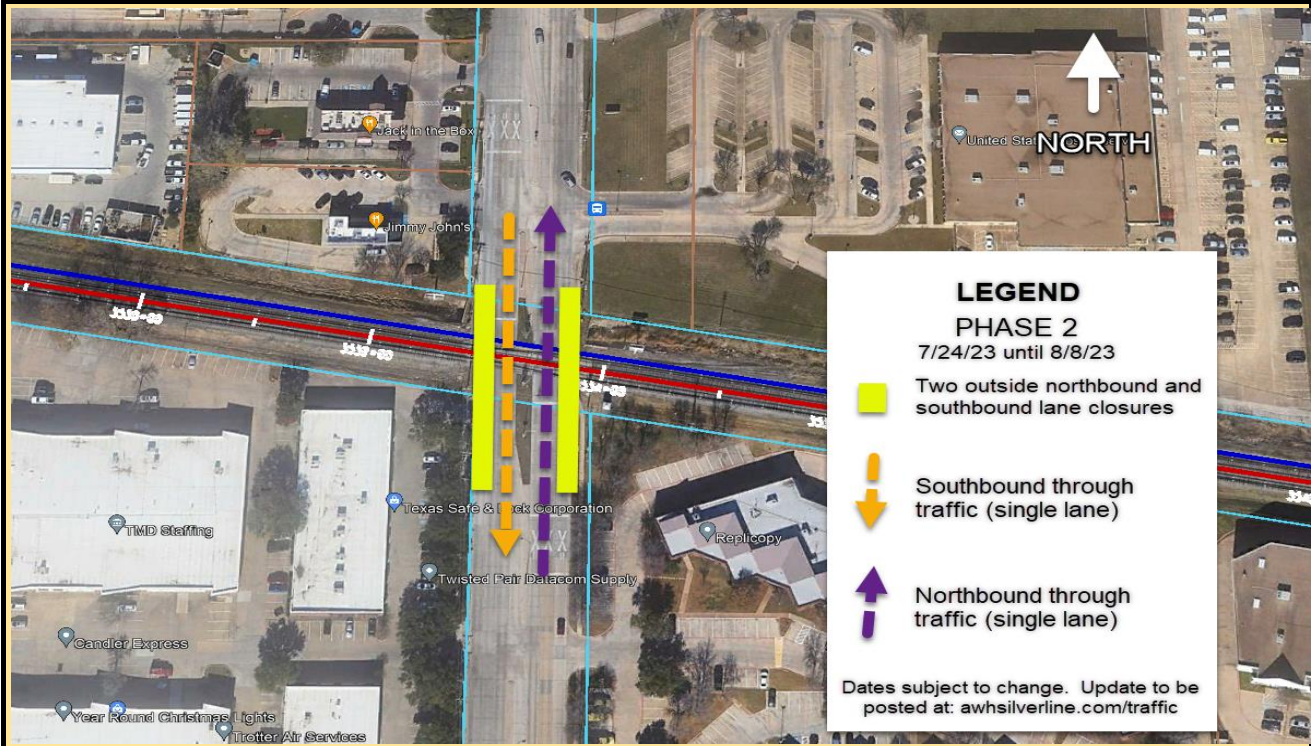 Jack in the Box
XXX
United Stat
NORTH
Jimmy John's
LEGEND
PHASE 2
7/24/23 until 8/8/23
Two outside northbound and
southbound lane closures
Southbound through
traffic (single lane)
Northbound through
traffic (single lane)
Dates subject to change. Update to be
posted at: awhsilverline.com/traffic
Texas Safe & Lock Corporation
TMD Staffing
Replicopy
XX
Twisted Pair Datacom Supply
Candler Express
Year Round Christmas Lights
Trotter Air Services